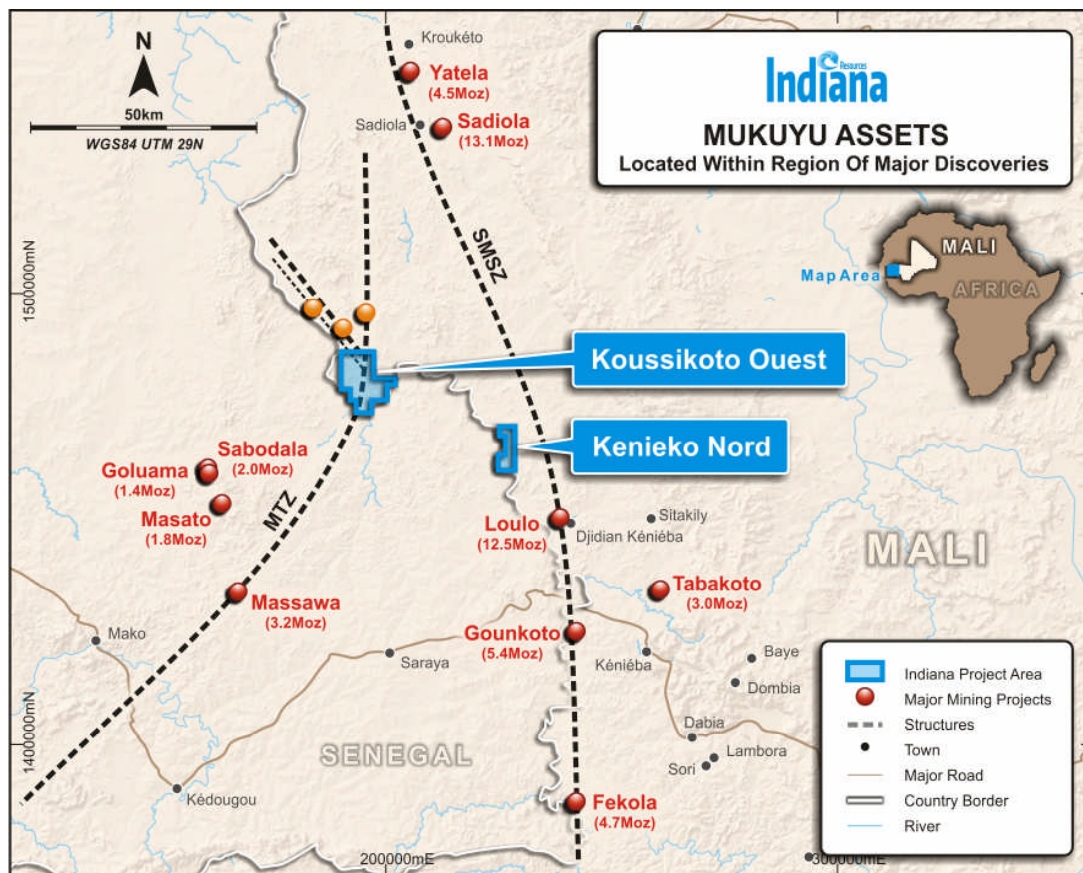 N
50km
WGS84 UTM 29N
Kroukéto
Yatela
(4.5Moz)
Sadiola
Sadiola
(13.1Moz)
Indiana
Resources
MUKUYU ASSETS
Located Within Region Of Major Discoveries
MALI
Map Area
AFRICA
SMSZ
1500000mN
Koussikoto Ouest
Kenieko Nord
Sabodala
(2.0Moz)
Goluama
(1.4Moz)
Masato
(1.8Moz)
MTZ
Loulo
(12.5Moz)
Djidian Kéniéba
Sitakily
MALI
Massawa
(3.2Moz)
Tabakoto
(3.0Moz)
Gounkoto
(5.4Moz)
Mako
Saraya
Kéniéba
Baye
Dombia
Dabia
Lambora
Sori
1400000mN
SENEGAL
Kédougou
Fekola
(4.7Moz)
200000mE
300000mE
Indiana Project Area
Major Mining Projects
Structures
Town
Major Road
Country Border
River